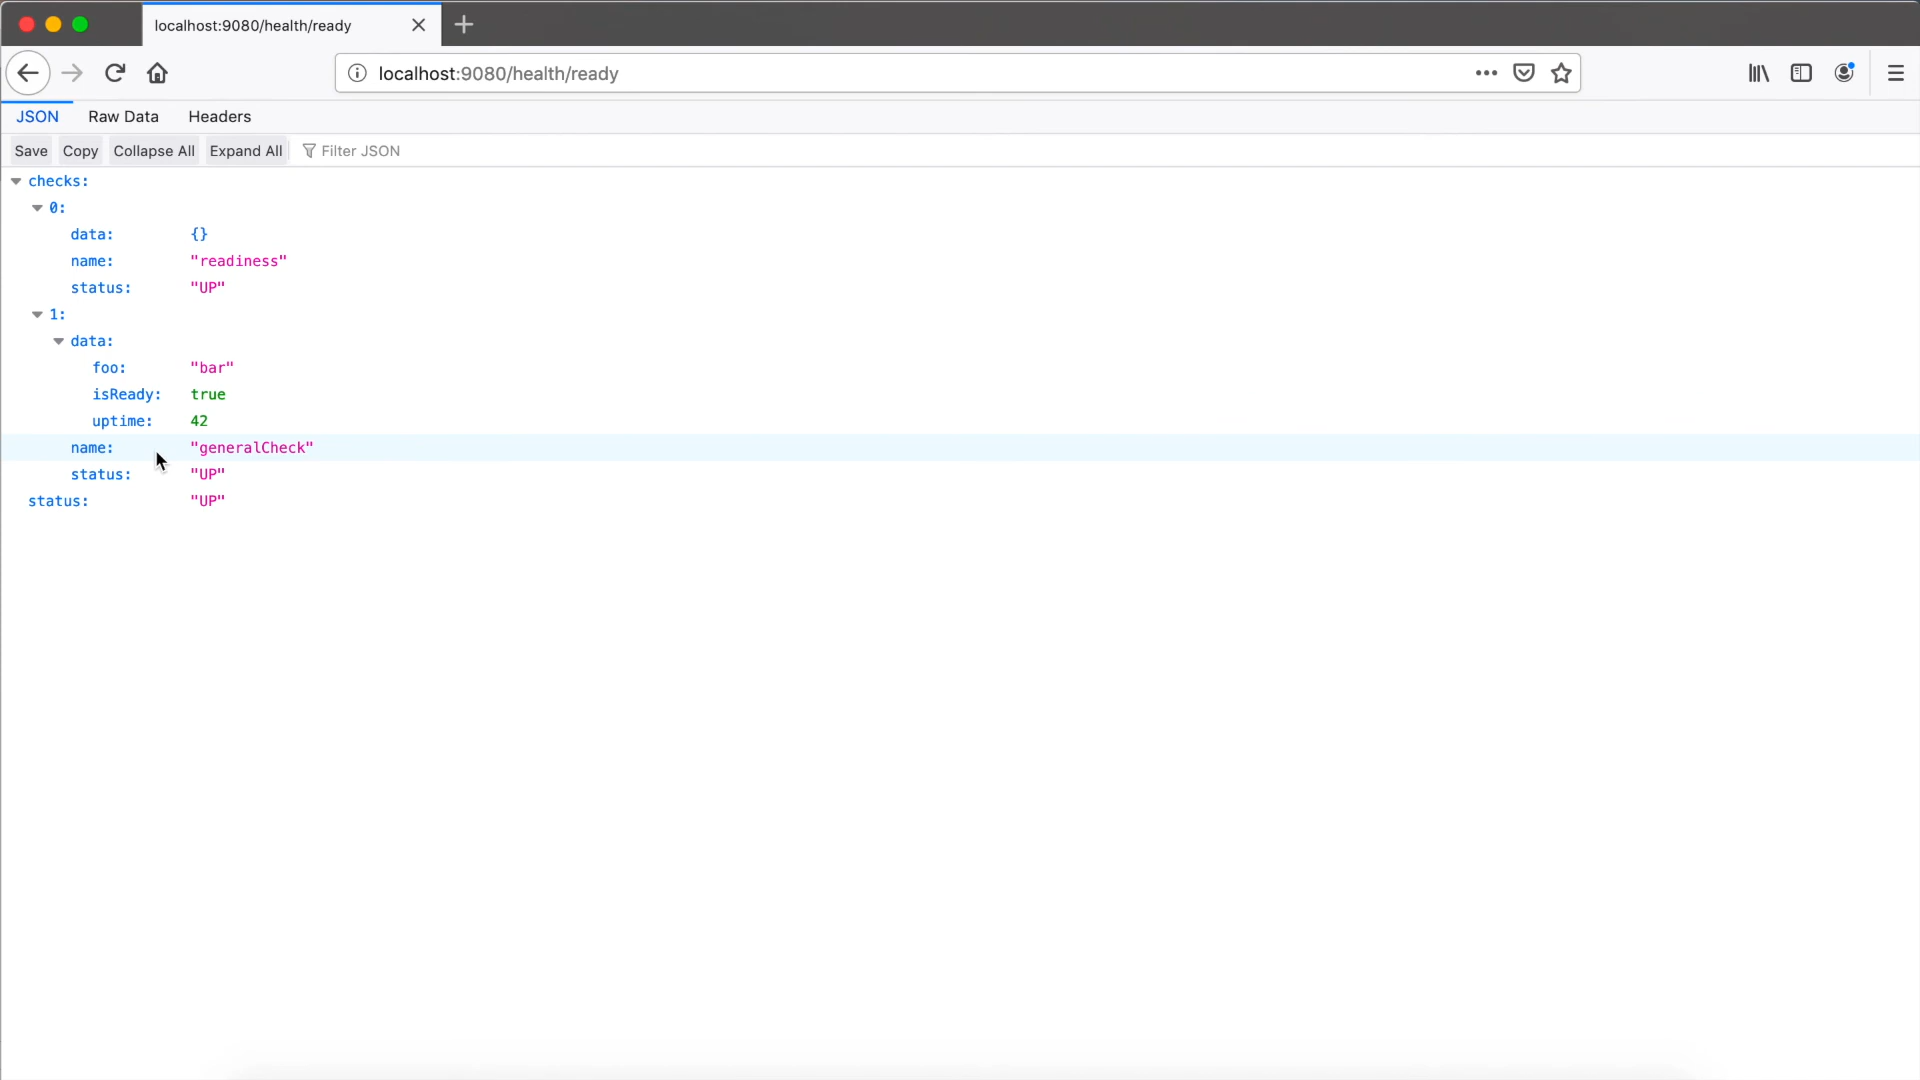 localhost:9080/health/ready
localhost:9080/health/ready
JSON Raw Data Headers
Save Copy Collapse All Expand All Filter JSON
checks:
0:
data: {}
name: "readiness"
status: "UP"
1:
data:
foo: "bar"
isReady: true
uptime: 42
name: "generalCheck"
status: "UP"
status: "UP"